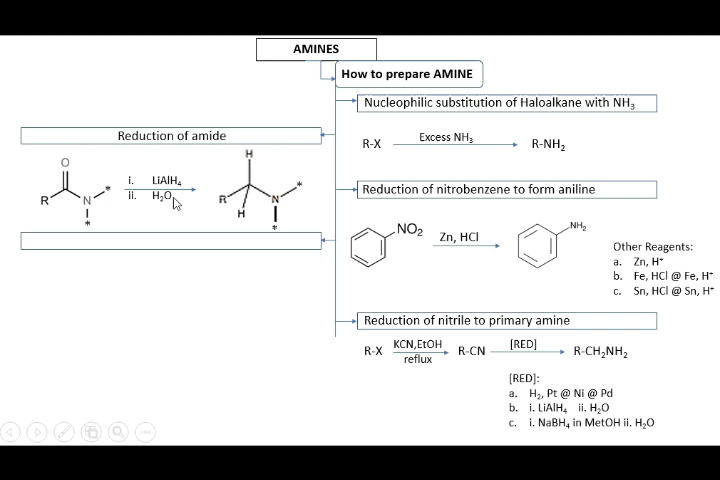 AMINES
How to prepare AMINE
Nucleophilic substitution of Haloalkane with NH₃
R-X Excess NH₃ R-NH₂
Reduction of amide
O
R
N
*
*
i. LiAlH₄
ii. H₂O
H
R
H
N
*
*
Reduction of nitrobenzene to form aniline
NO₂
Zn, HCl
NH₂
Other Reagents:
a. Zn, H⁺
b. Fe, HCl @ Fe, H⁺
c. Sn, HCl @ Sn, H⁺
Reduction of nitrile to primary amine
R-X KCN,EtOH reflux R-CN [RED] R-CH₂NH₂
[RED]:
a. H₂, Pt @ Ni @ Pd
b. i. LiAlH₄ ii. H₂O
c. i. NaBH₄ in MetOH ii. H₂O